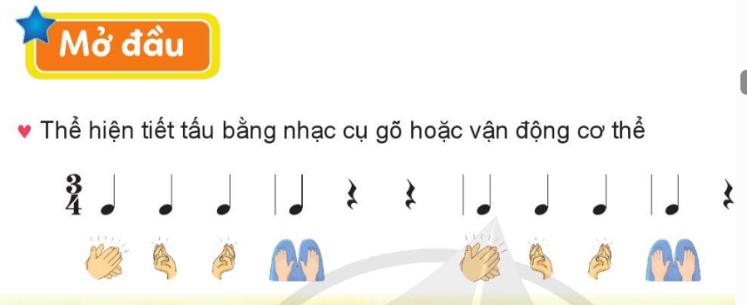 Mở đầu
Thể hiện tiết tấu bằng nhạc cụ gõ hoặc vận động cơ thể
3
4